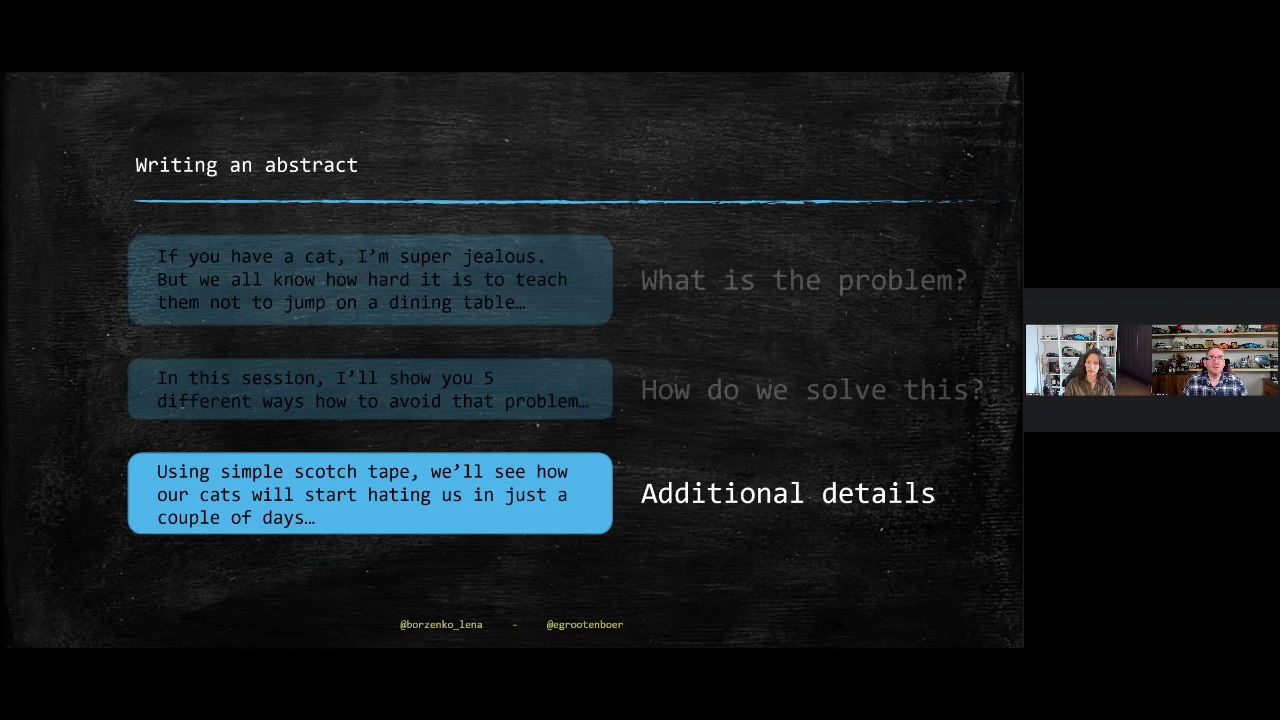 Writing an abstract
If you have a cat, I’m super jealous.
But we all know how hard it is to teach
them not to jump on a dining table…
What is the problem?
In this session, I’ll show you 5
different ways how to avoid that problem…
How do we solve this?
Using simple scotch tape, we’ll see how
our cats will start hating us in just a
couple of days…
Additional details
@borzenko_lena - @egrootenboer